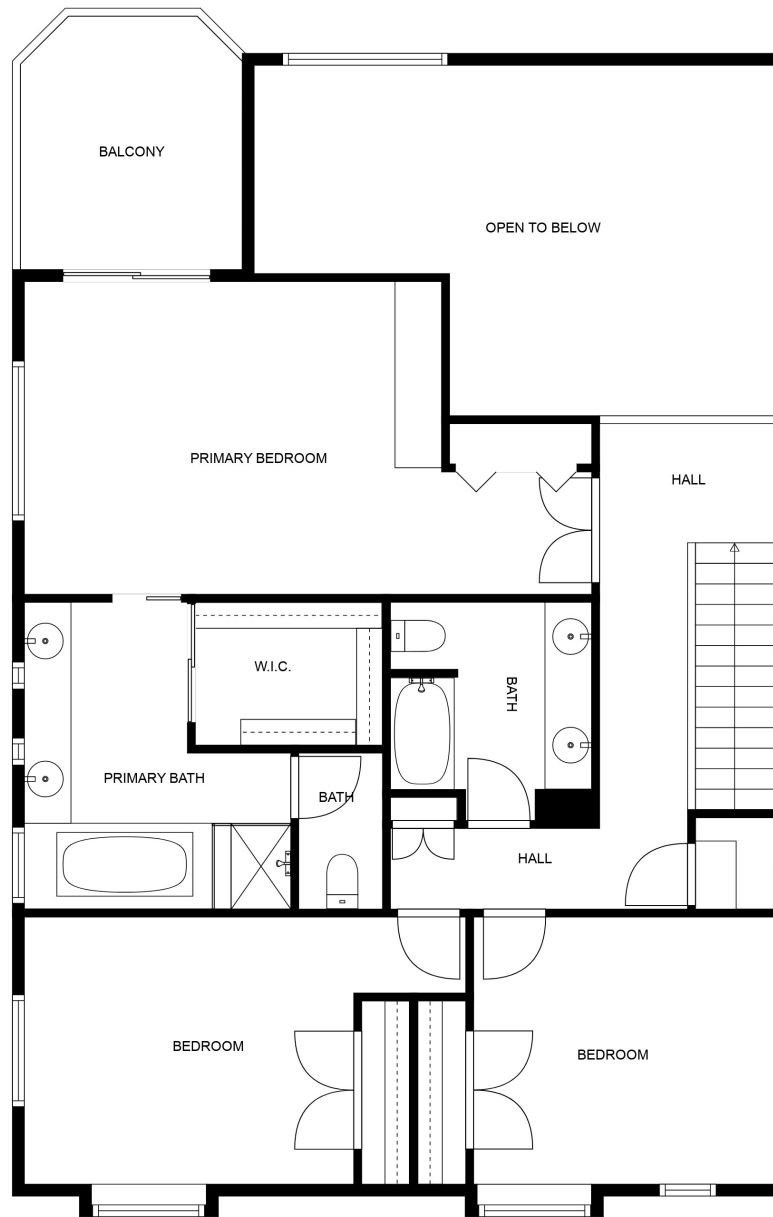 BALCONY
OPEN TO BELOW
PRIMARY BEDROOM
HALL
W.I.C.
BATH
PRIMARY BATH
BATH
HALL
BEDROOM
BEDROOM